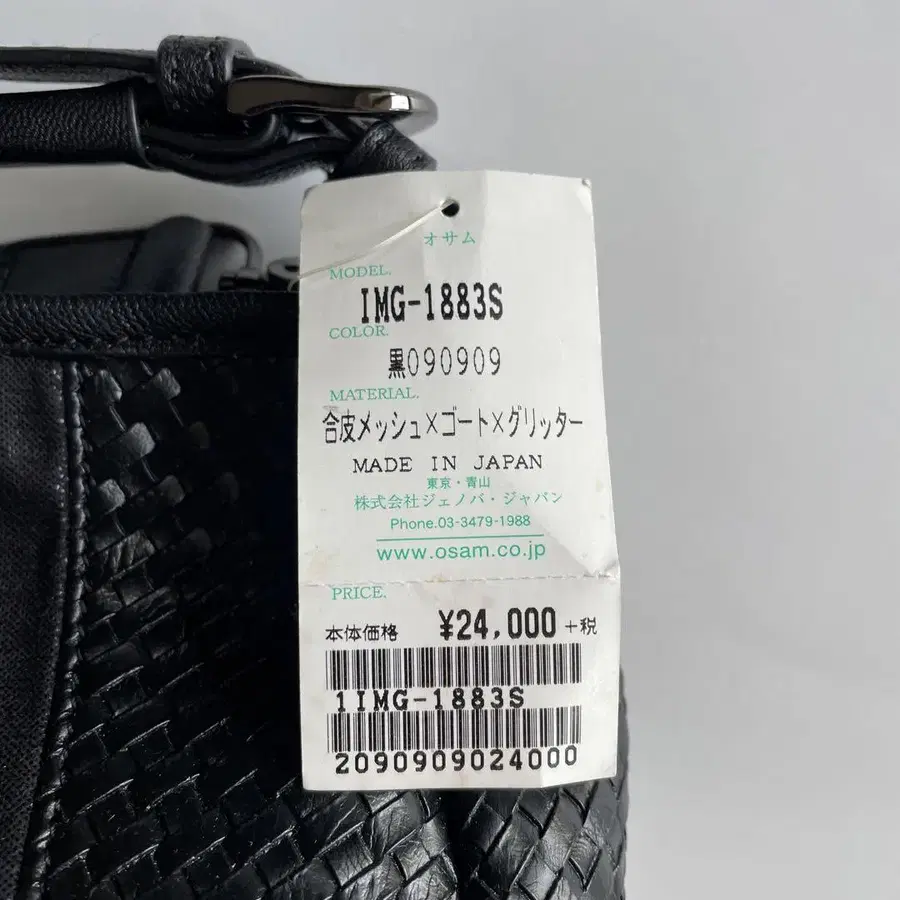 オサム
MODEL.
IMG-1883S
COLOR.
黒090909
MATERIAL.
合皮メッシュ×ゴート×グリッター
MADE IN JAPAN
東京・青山
株式会社ジェノバ・ジャパン
Phone.03-3479-1988
www.osam.co.jp
PRICE.
本体価格 ¥24,000 +税
1IMG-1883S
2090909024000